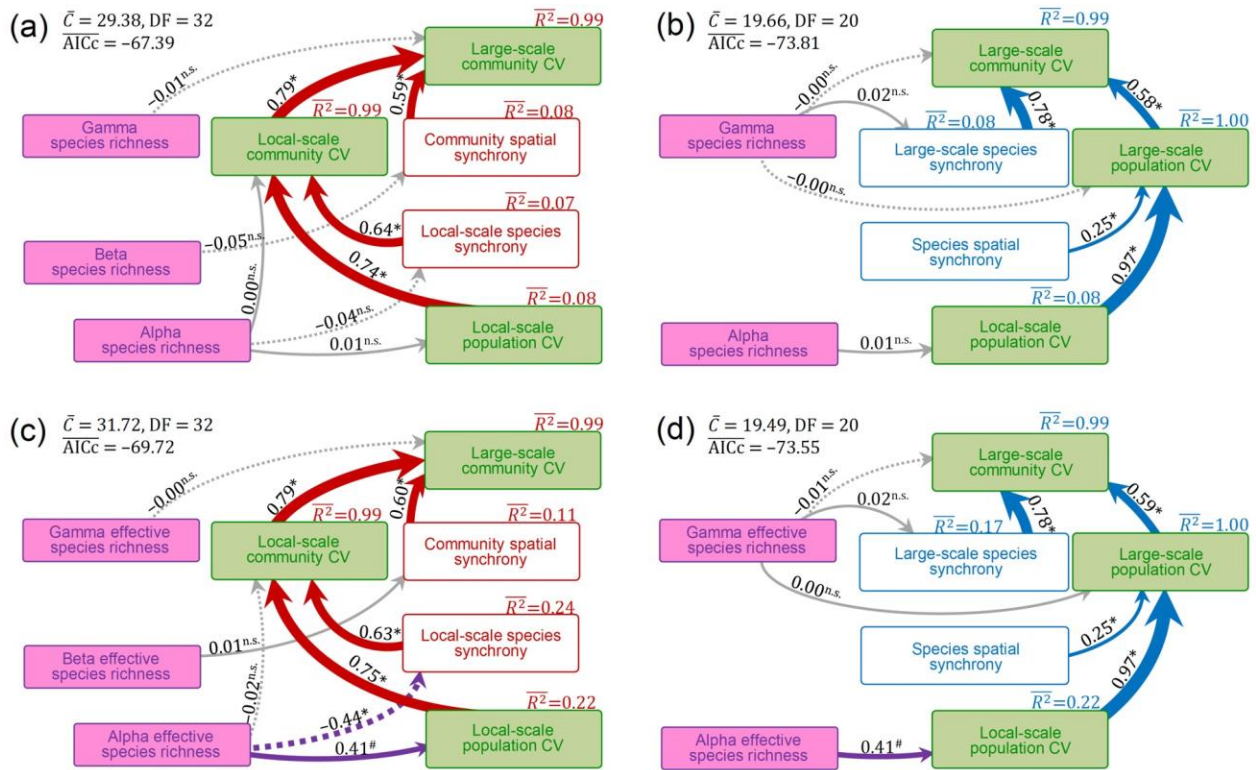 (a)
C̄ = 29.38, DF = 32
A̅I̅C̅c̅ = −67.39
R̅²̅=0.99
Large-scale
community CV
−0.01ⁿ·ˢ·
0.79*
0.59*
Gamma
species richness
R̅²̅=0.99
Local-scale
community CV
R̅²̅=0.08
Community spatial
synchrony
R̅²̅=0.07
Local-scale species
synchrony
0.64*
Beta
species richness
−0.05ⁿ·ˢ·
0.00ⁿ·ˢ·
0.74*
−0.04ⁿ·ˢ·
R̅²̅=0.08
Alpha
species richness
0.01ⁿ·ˢ·
Local-scale
population CV
(b)
C̄ = 19.66, DF = 20
A̅I̅C̅c̅ = −73.81
R̅²̅=0.99
Large-scale
community CV
−0.00ⁿ·ˢ·
0.02ⁿ·ˢ·
0.78*
0.58*
Gamma
species richness
R̅²̅=0.08
Large-scale species
synchrony
R̅²̅=1.00
Large-scale
population CV
−0.00ⁿ·ˢ·
Species spatial
synchrony
0.25*
0.97*
R̅²̅=0.08
Alpha
species richness
0.01ⁿ·ˢ·
Local-scale
population CV
(c)
C̄ = 31.72, DF = 32
A̅I̅C̅c̅ = −69.72
R̅²̅=0.99
Large-scale
community CV
−0.00ⁿ·ˢ·
0.79*
0.60*
Gamma effective
species richness
R̅²̅=0.99
Local-scale
community CV
R̅²̅=0.11
Community spatial
synchrony
R̅²̅=0.24
Local-scale species
synchrony
0.63*
Beta effective
species richness
0.01ⁿ·ˢ·
−0.02ⁿ·ˢ·
0.75*
−0.44*
R̅²̅=0.22
Alpha effective
species richness
0.41#
Local-scale
population CV
(d)
C̄ = 19.49, DF = 20
A̅I̅C̅c̅ = −73.55
R̅²̅=0.99
Large-scale
community CV
−0.01ⁿ·ˢ·
0.02ⁿ·ˢ·
0.78*
0.59*
Gamma effective
species richness
R̅²̅=0.17
Large-scale species
synchrony
R̅²̅=1.00
Large-scale
population CV
0.00ⁿ·ˢ·
Species spatial
synchrony
0.25*
0.97*
R̅²̅=0.22
Alpha effective
species richness
0.41#
Local-scale
population CV